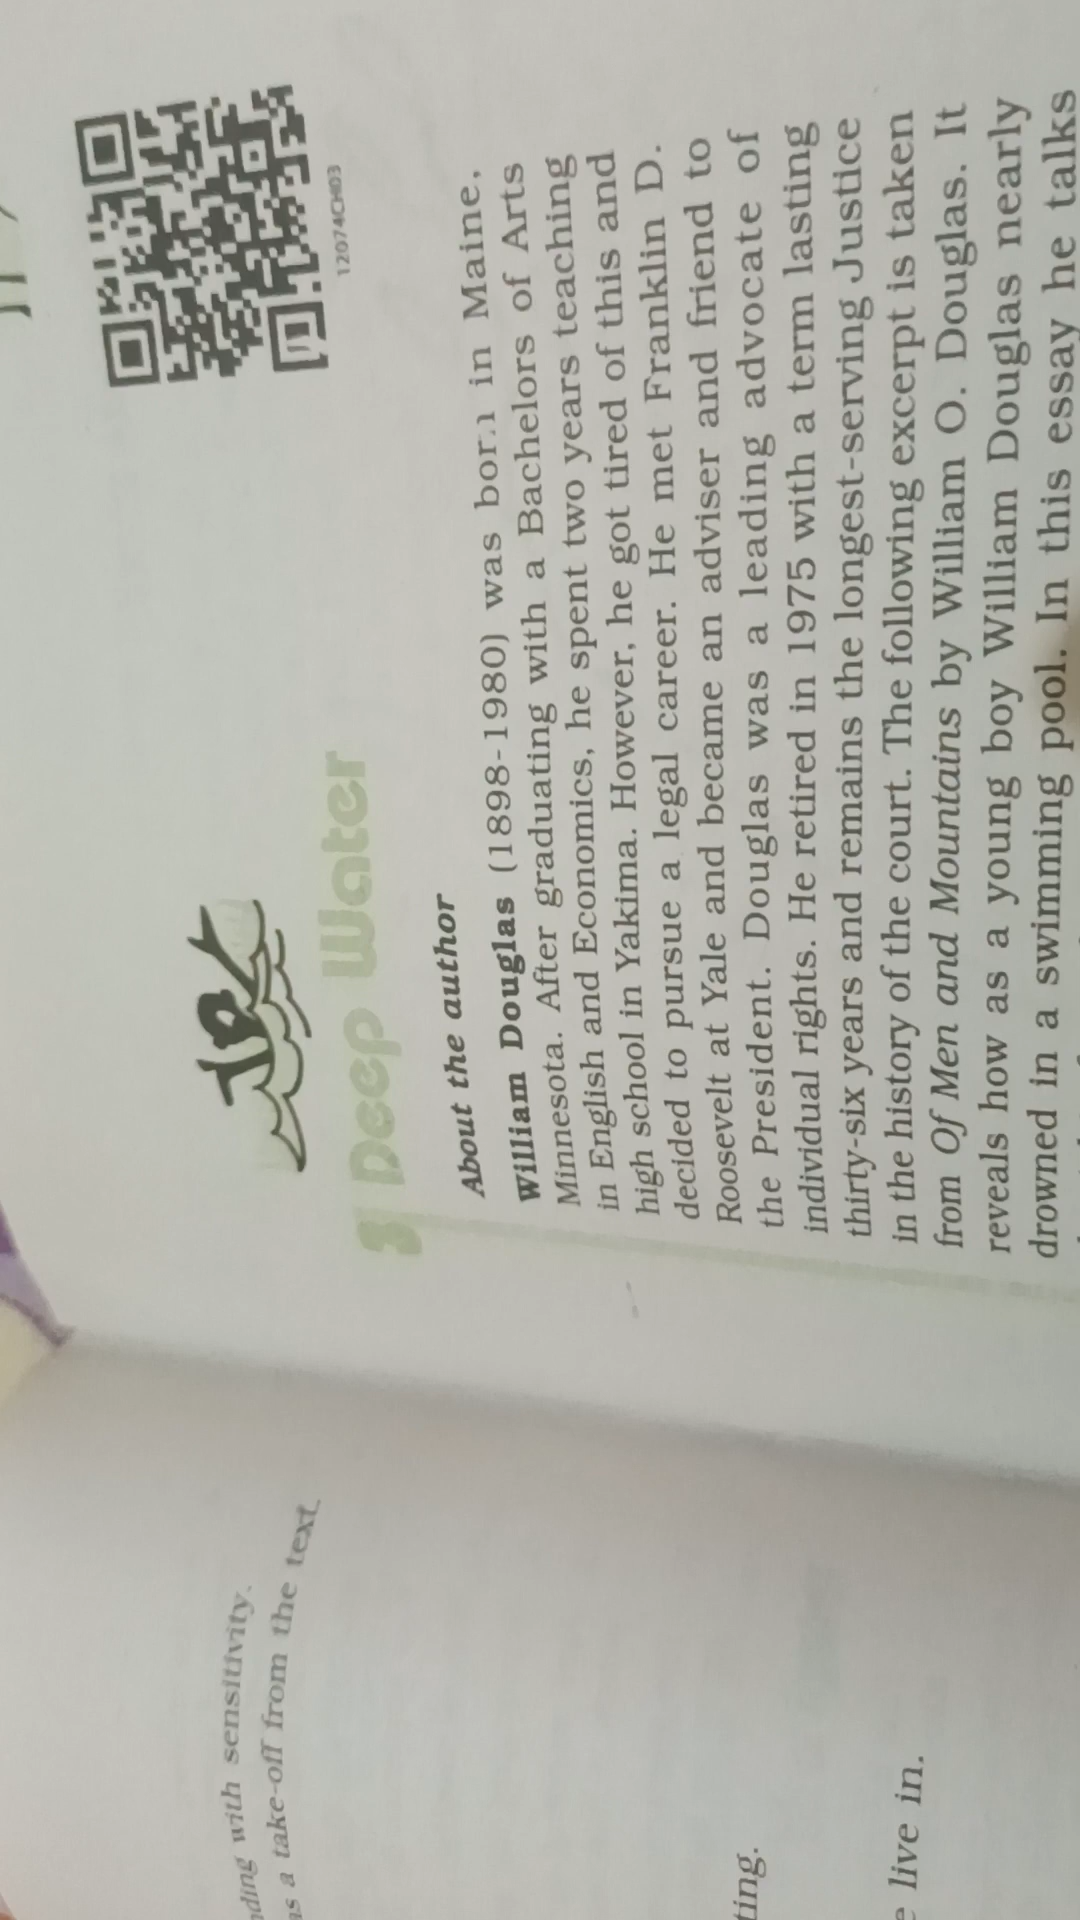 nding with sensitivity.
as a take-off from the text
ting.
live in.
12074CH03
3 Deep Water
About the author
William Douglas (1898-1980) was born in Maine,
Minnesota. After graduating with a Bachelors of Arts
in English and Economics, he spent two years teaching
high school in Yakima. However, he got tired of this and
decided to pursue a legal career. He met Franklin D.
Roosevelt at Yale and became an adviser and friend to
the President. Douglas was a leading advocate of
individual rights. He retired in 1975 with a term lasting
thirty-six years and remains the longest-serving Justice
in the history of the court. The following excerpt is taken
from Of Men and Mountains by William O. Douglas. It
reveals how as a young boy William Douglas nearly
drowned in a swimming pool. In this essay he talks